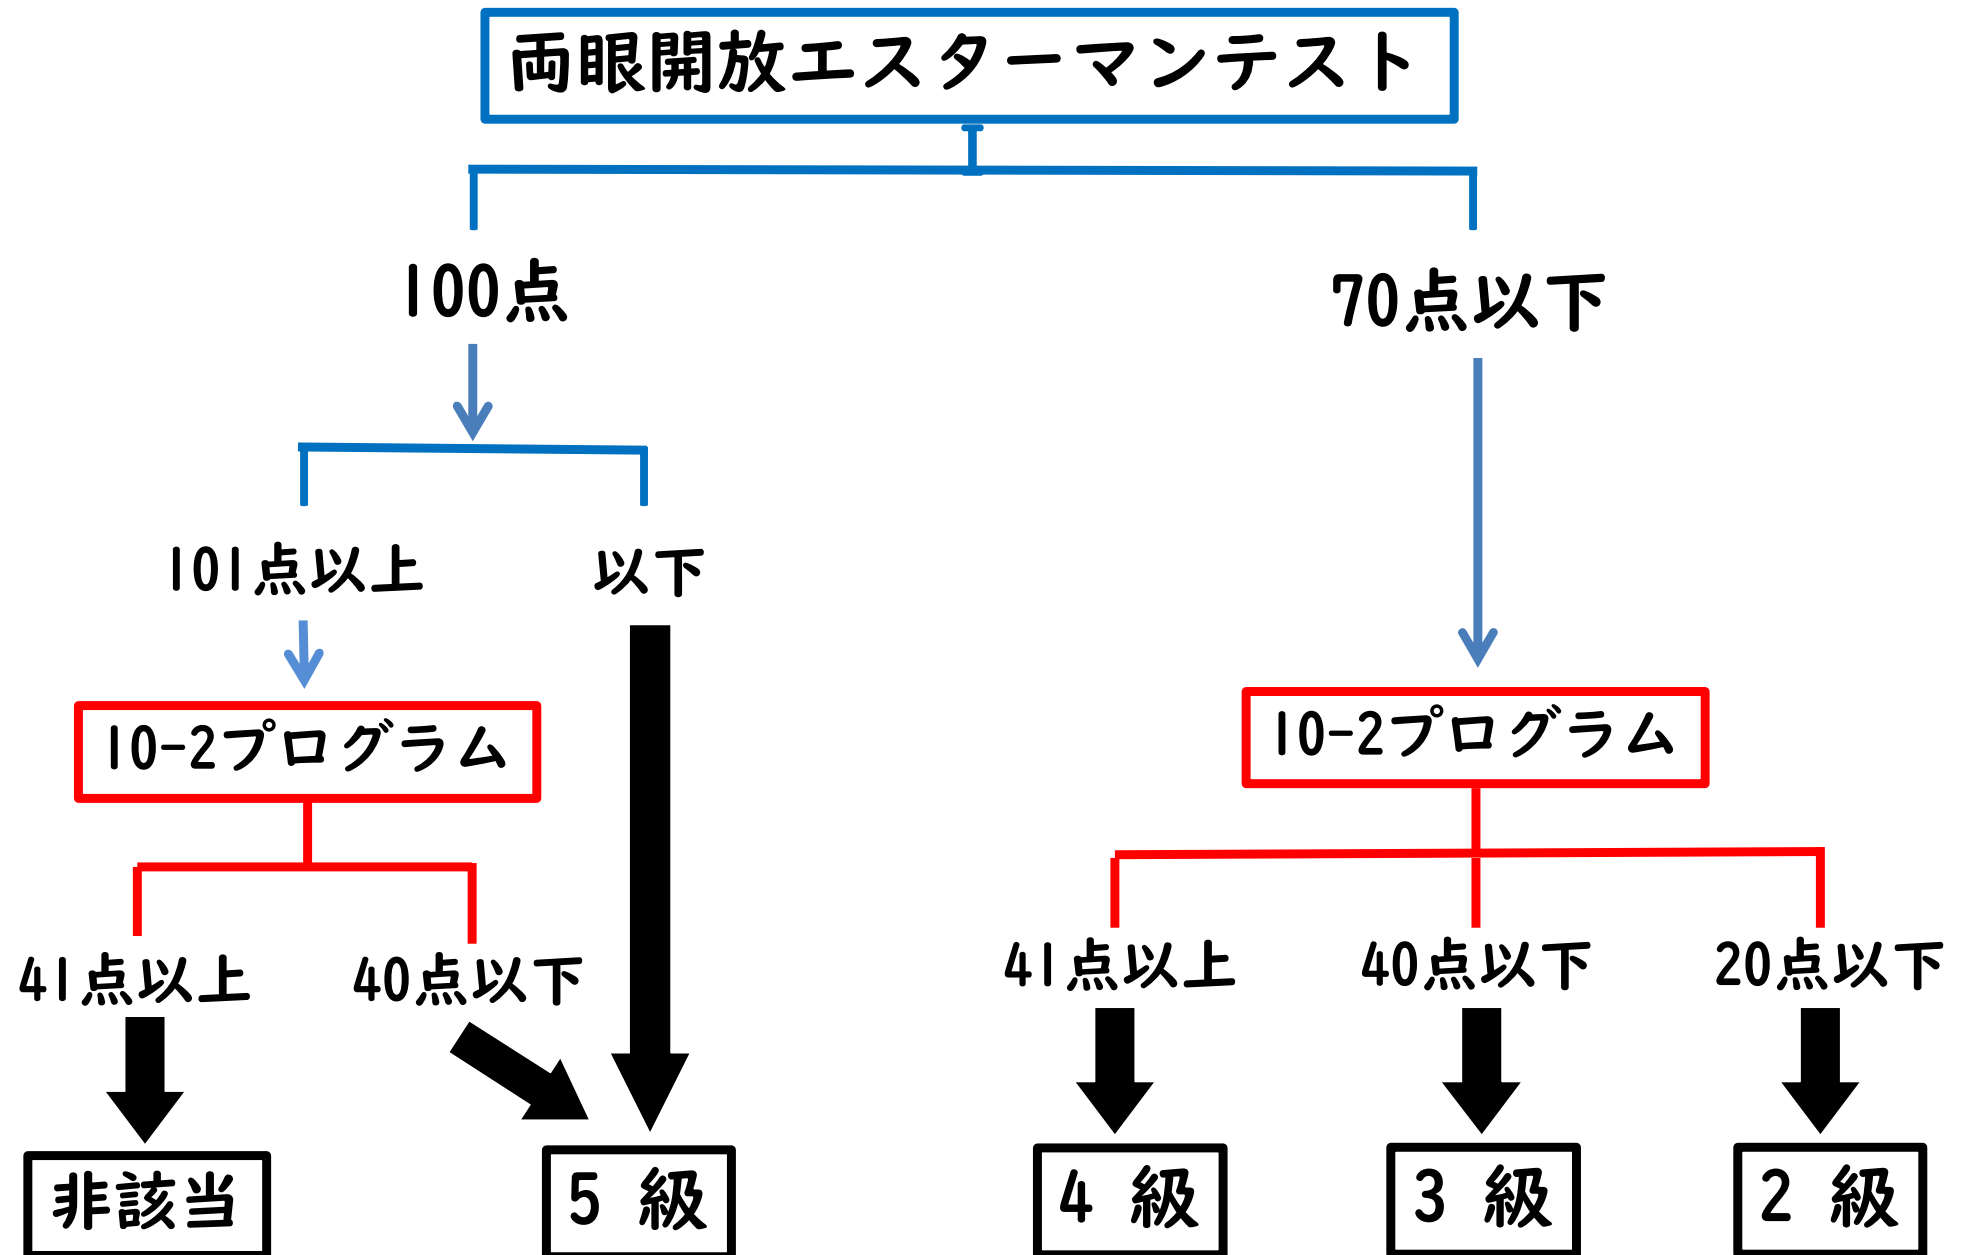 両眼開放エスターマンテスト
100点
70点以下
101点以上
以下
10-2プログラム
10-2プログラム
41点以上
40点以下
41点以上
40点以下
20点以下
非該当
5 級
4 級
3 級
2 級